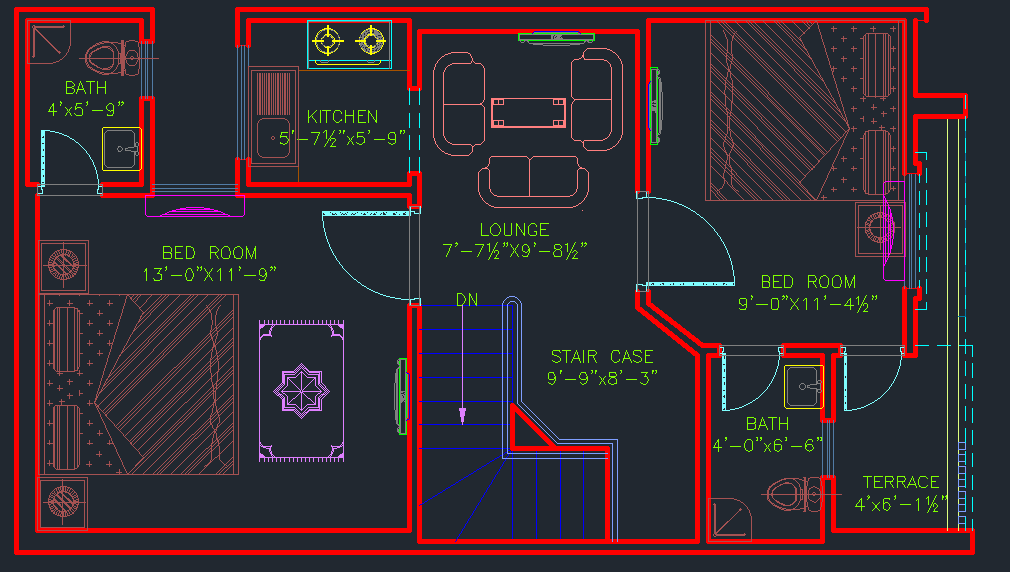 BATH
4'x5'-9"
KITCHEN
5'-7½"x5'-9"
LOUNGE
7'-7½"X9'-8½"
BED ROOM
13'-0"X11'-9"
BED ROOM
9'-0"X11'-4½"
DN
STAIR CASE
9'-9"x8'-3"
BATH
4'-0"x6'-6"
TERRACE
4'x6'-1½"